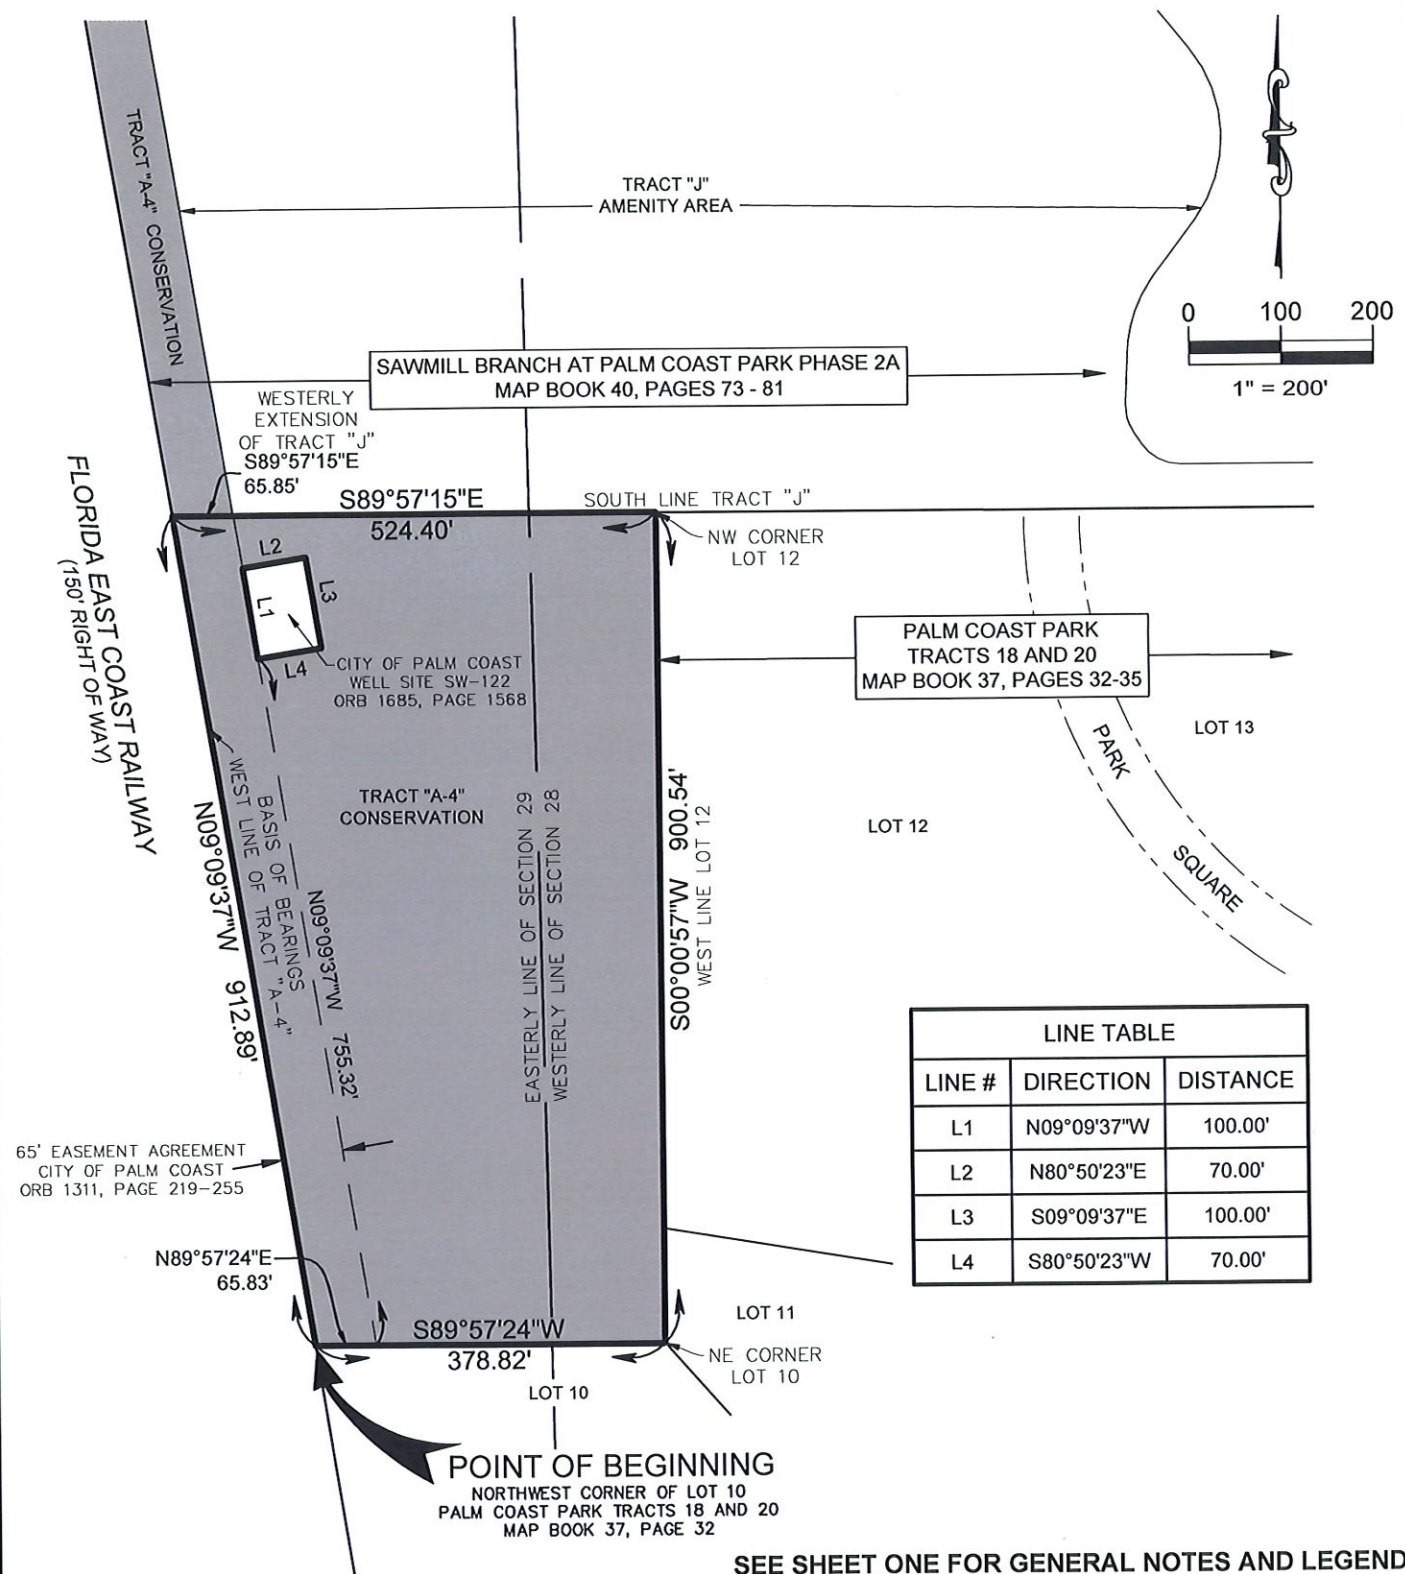 TRACT "A-4" CONSERVATION
TRACT "J"
AMENITY AREA
0 100 200
1" = 200'
SAWMILL BRANCH AT PALM COAST PARK PHASE 2A
MAP BOOK 40, PAGES 73 - 81
WESTERLY
EXTENSION
OF TRACT "J"
S89°57'15"E
65.85'
S89°57'15"E
524.40'
SOUTH LINE TRACT "J"
NW CORNER
LOT 12
FLORIDA EAST COAST RAILWAY
(150' RIGHT OF WAY)
L2
L1
L3
L4
CITY OF PALM COAST
WELL SITE SW-122
ORB 1685, PAGE 1568
PALM COAST PARK
TRACTS 18 AND 20
MAP BOOK 37, PAGES 32-35
LOT 13
PARK
SQUARE
LOT 12
TRACT "A-4"
CONSERVATION
N09°09'37"W 912.89'
WEST LINE OF TRACT "A-4"
BASIS OF BEARINGS
N09°09'37"W 755.32'
EASTERLY LINE OF SECTION 29
WESTERLY LINE OF SECTION 28
S00°00'57"W 900.54'
WEST LINE LOT 12
LINE TABLE
LINE # DIRECTION DISTANCE
L1 N09°09'37"W 100.00'
L2 N80°50'23"E 70.00'
L3 S09°09'37"E 100.00'
L4 S80°50'23"W 70.00'
65' EASEMENT AGREEMENT
CITY OF PALM COAST
ORB 1311, PAGE 219-255
N89°57'24"E
65.83'
S89°57'24"W
378.82'
LOT 11
NE CORNER
LOT 10
LOT 10
POINT OF BEGINNING
NORTHWEST CORNER OF LOT 10
PALM COAST PARK TRACTS 18 AND 20
MAP BOOK 37, PAGE 32
SEE SHEET ONE FOR GENERAL NOTES AND LEGEND